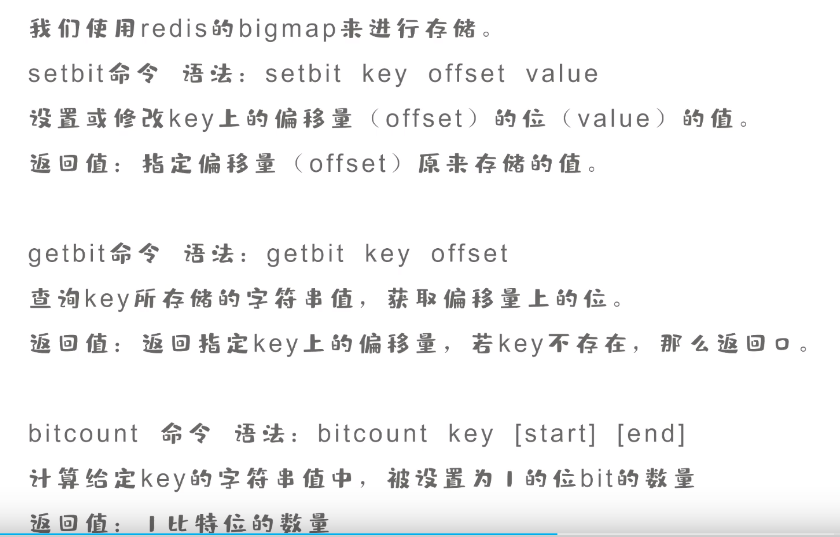 我们使用redis的bigmap来进行存储。
setbit命令 语法：setbit key offset value
设置或修改key上的偏移量（offset）的位（value）的值。
返回值：指定偏移量（offset）原来存储的值。
getbit命令 语法：getbit key offset
查询key所存储的字符串值，获取偏移量上的位。
返回值：返回指定key上的偏移量，若key不存在，那么返回0。
bitcount 命令 语法：bitcount key [start] [end]
计算给定key的字符串值中，被设置为1的位bit的数量
返回值：1比特位的数量